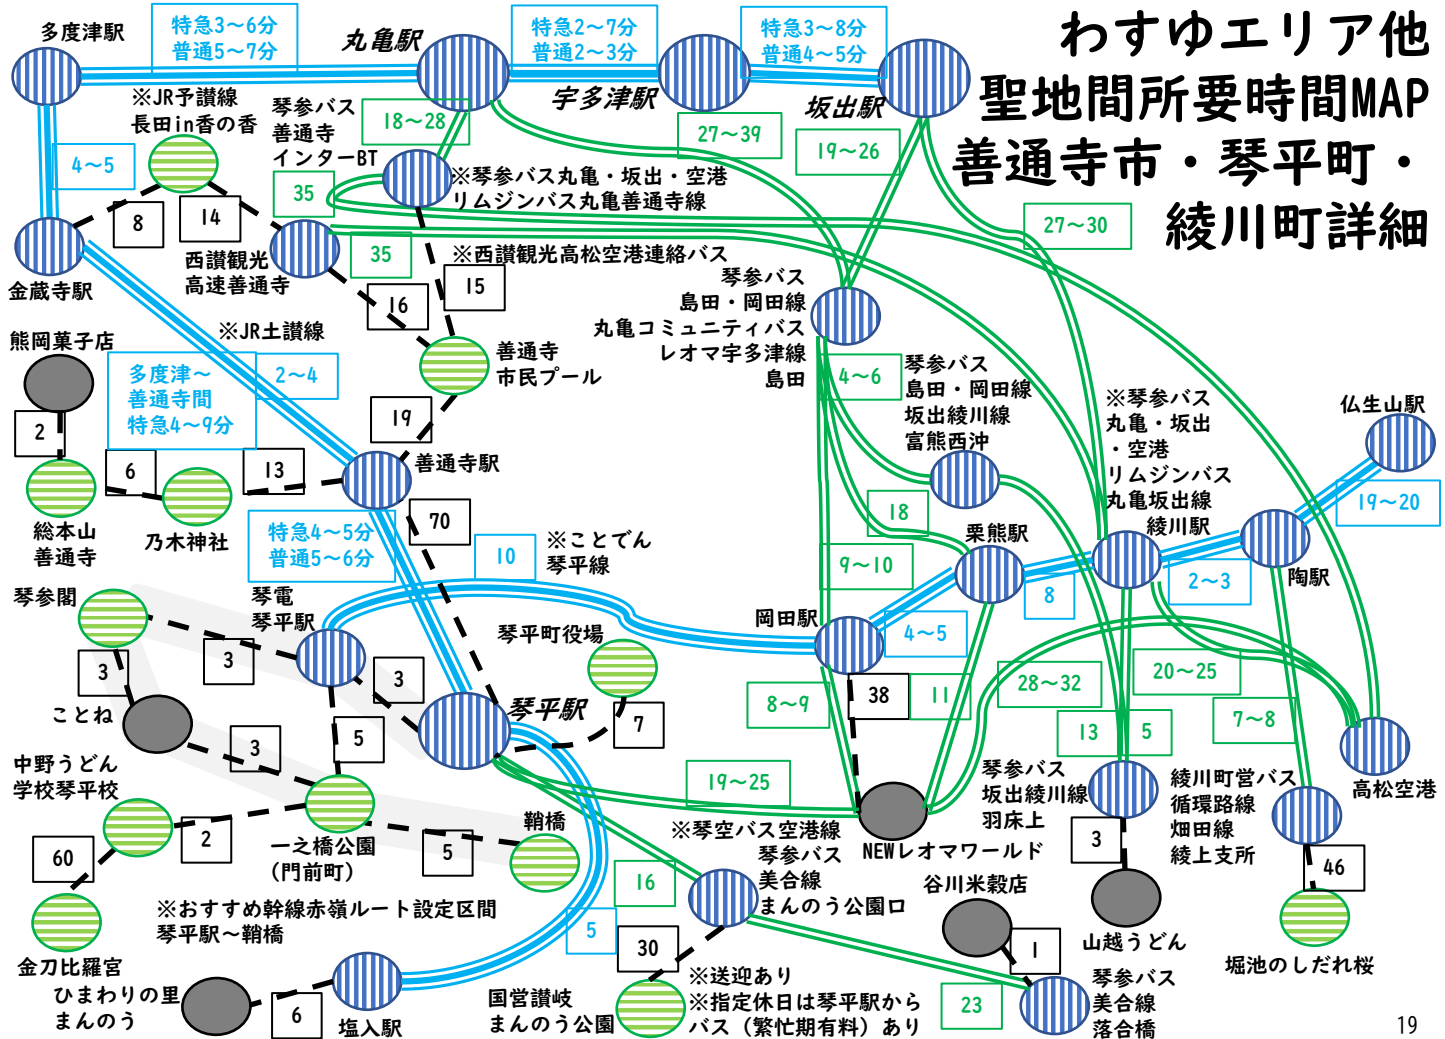 わすゆエリア他
聖地間所要時間MAP
善通寺市・琴平町・
綾川町詳細
多度津駅
特急3～6分
普通5～7分
丸亀駅
特急2～7分
普通2～3分
宇多津駅
特急3～8分
普通4～5分
坂出駅
※JR予讃線
長田in香の香
琴参バス
善通寺
インターBT
18～28
27～39
19～26
4～5
8
14
35
※琴参バス丸亀・坂出・空港
リムジンバス丸亀善通寺線
27～30
金蔵寺駅
西讃観光
高速善通寺
35
※西讃観光高松空港連絡バス
15
16
琴参バス
島田・岡田線
丸亀コミュニティバス
レオマ宇多津線
島田
※JR土讃線
熊岡菓子店
多度津～
善通寺間
特急4～9分
2～4
善通寺
市民プール
4～6
琴参バス
島田・岡田線
坂出綾川線
富熊西沖
※琴参バス
丸亀・坂出
・空港
リムジンバス
丸亀坂出線
綾川駅
仏生山駅
2
19
6
13
善通寺駅
19～20
総本山
善通寺
乃木神社
特急4～5分
普通5～6分
70
18
栗熊駅
10
※ことでん
琴平線
9～10
8
2～3
陶駅
琴参閣
琴電
琴平駅
琴平町役場
岡田駅
4～5
3
3
3
7
8～9
38
11
28～32
20～25
7～8
ことね
琴平駅
3
5
13
5
中野うどん
学校琴平校
19～25
琴参バス
坂出綾川線
羽床上
綾川町営バス
循環路線
畑田線
綾上支所
高松空港
60
2
一之橋公園
(門前町)
5
鞘橋
※琴空バス空港線
NEWレオマワールド
3
46
琴参バス
美合線
まんのう公園口
16
谷川米穀店
※おすすめ幹線赤嶺ルート設定区間
琴平駅～鞘橋
5
30
1
山越うどん
堀池のしだれ桜
金刀比羅宮
ひまわりの里
まんのう
6
塩入駅
国営讃岐
まんのう公園
※送迎あり
※指定休日は琴平駅から
バス（繁忙期有料）あり
23
琴参バス
美合線
落合橋
19